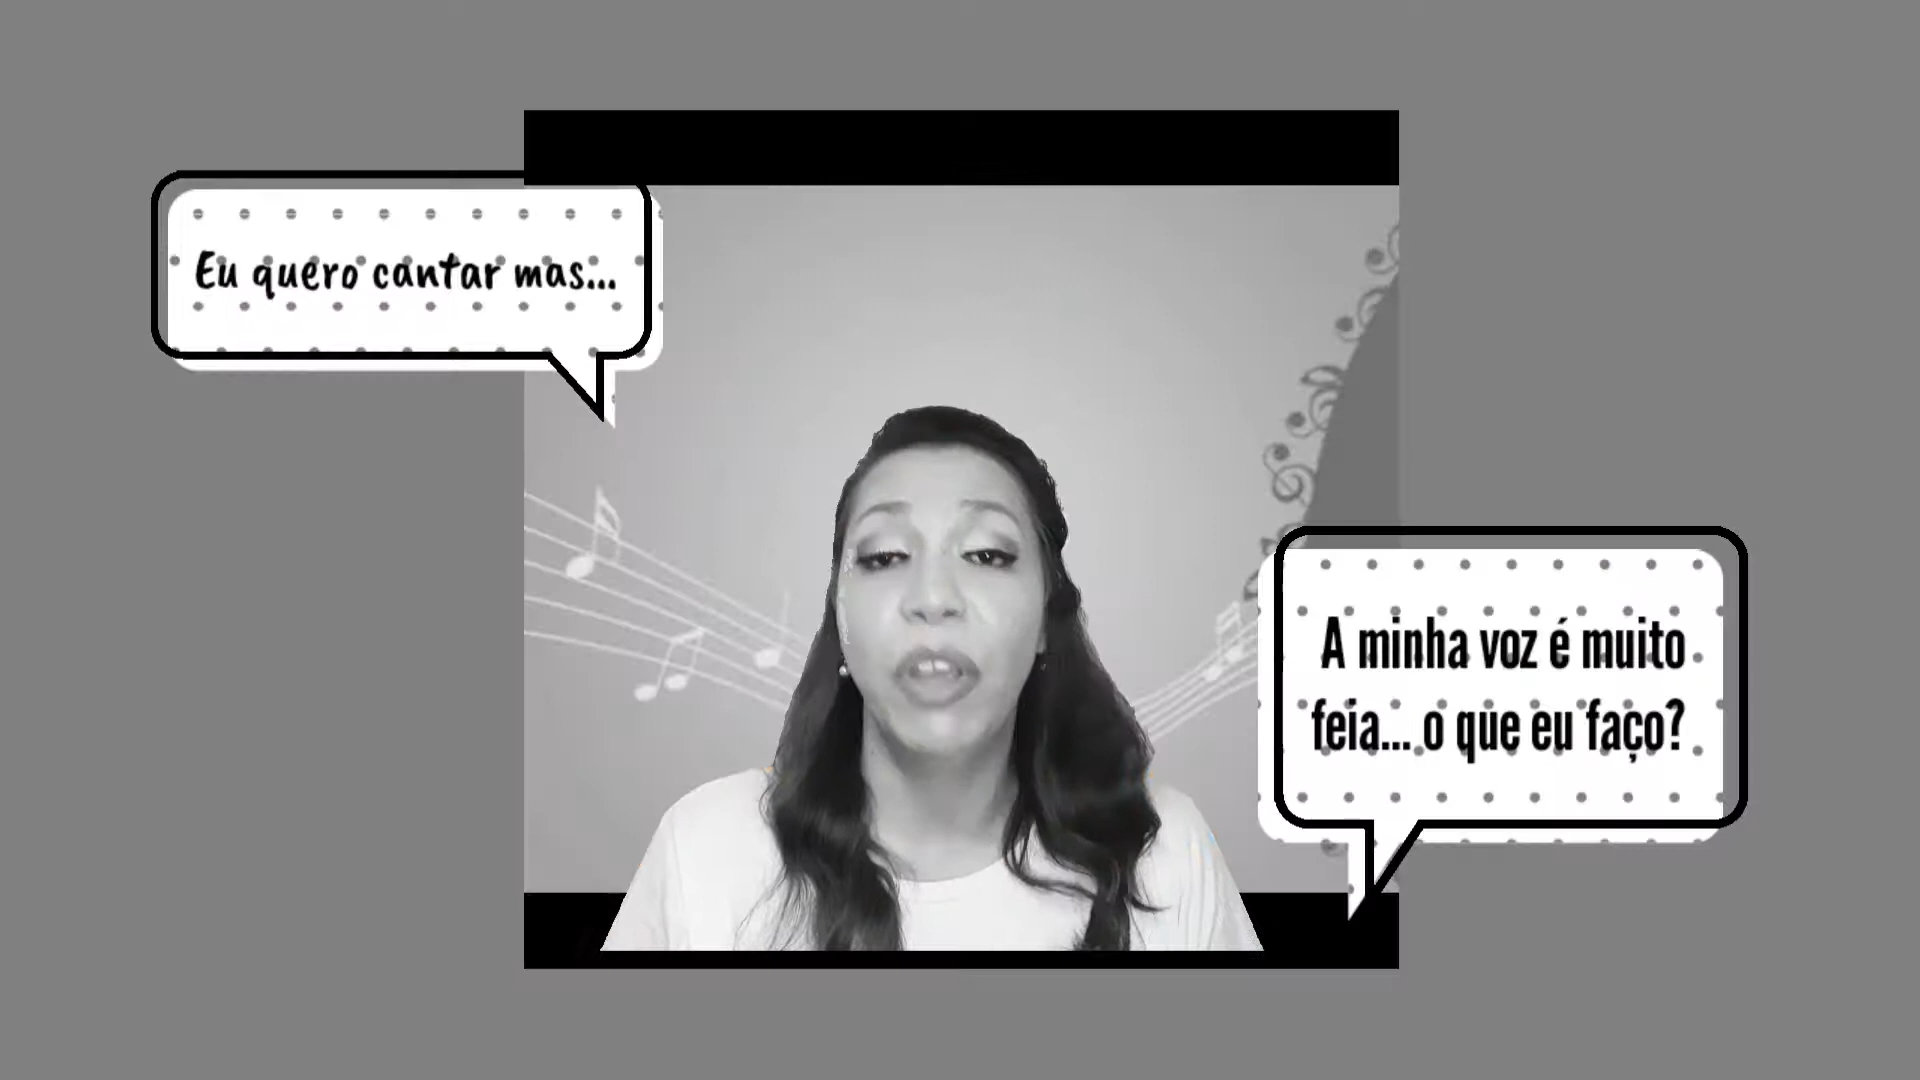 Eu quero cantar mas...
A minha voz é muito
feia... o que eu faço?